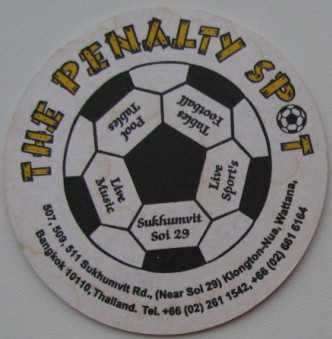 THE PENALTY SPOT
Pool
Tables
Tables
Football
Live
Music
Live
Sport's
Sukhumvit
Soi 29
507, 509, 511 Sukhumvit Rd., (Near Soi 29) Klongton-Nua, Wattana,
Bangkok 10110, Thailand. Tel. +66 (02) 261 1542, +66 (02) 661 6164